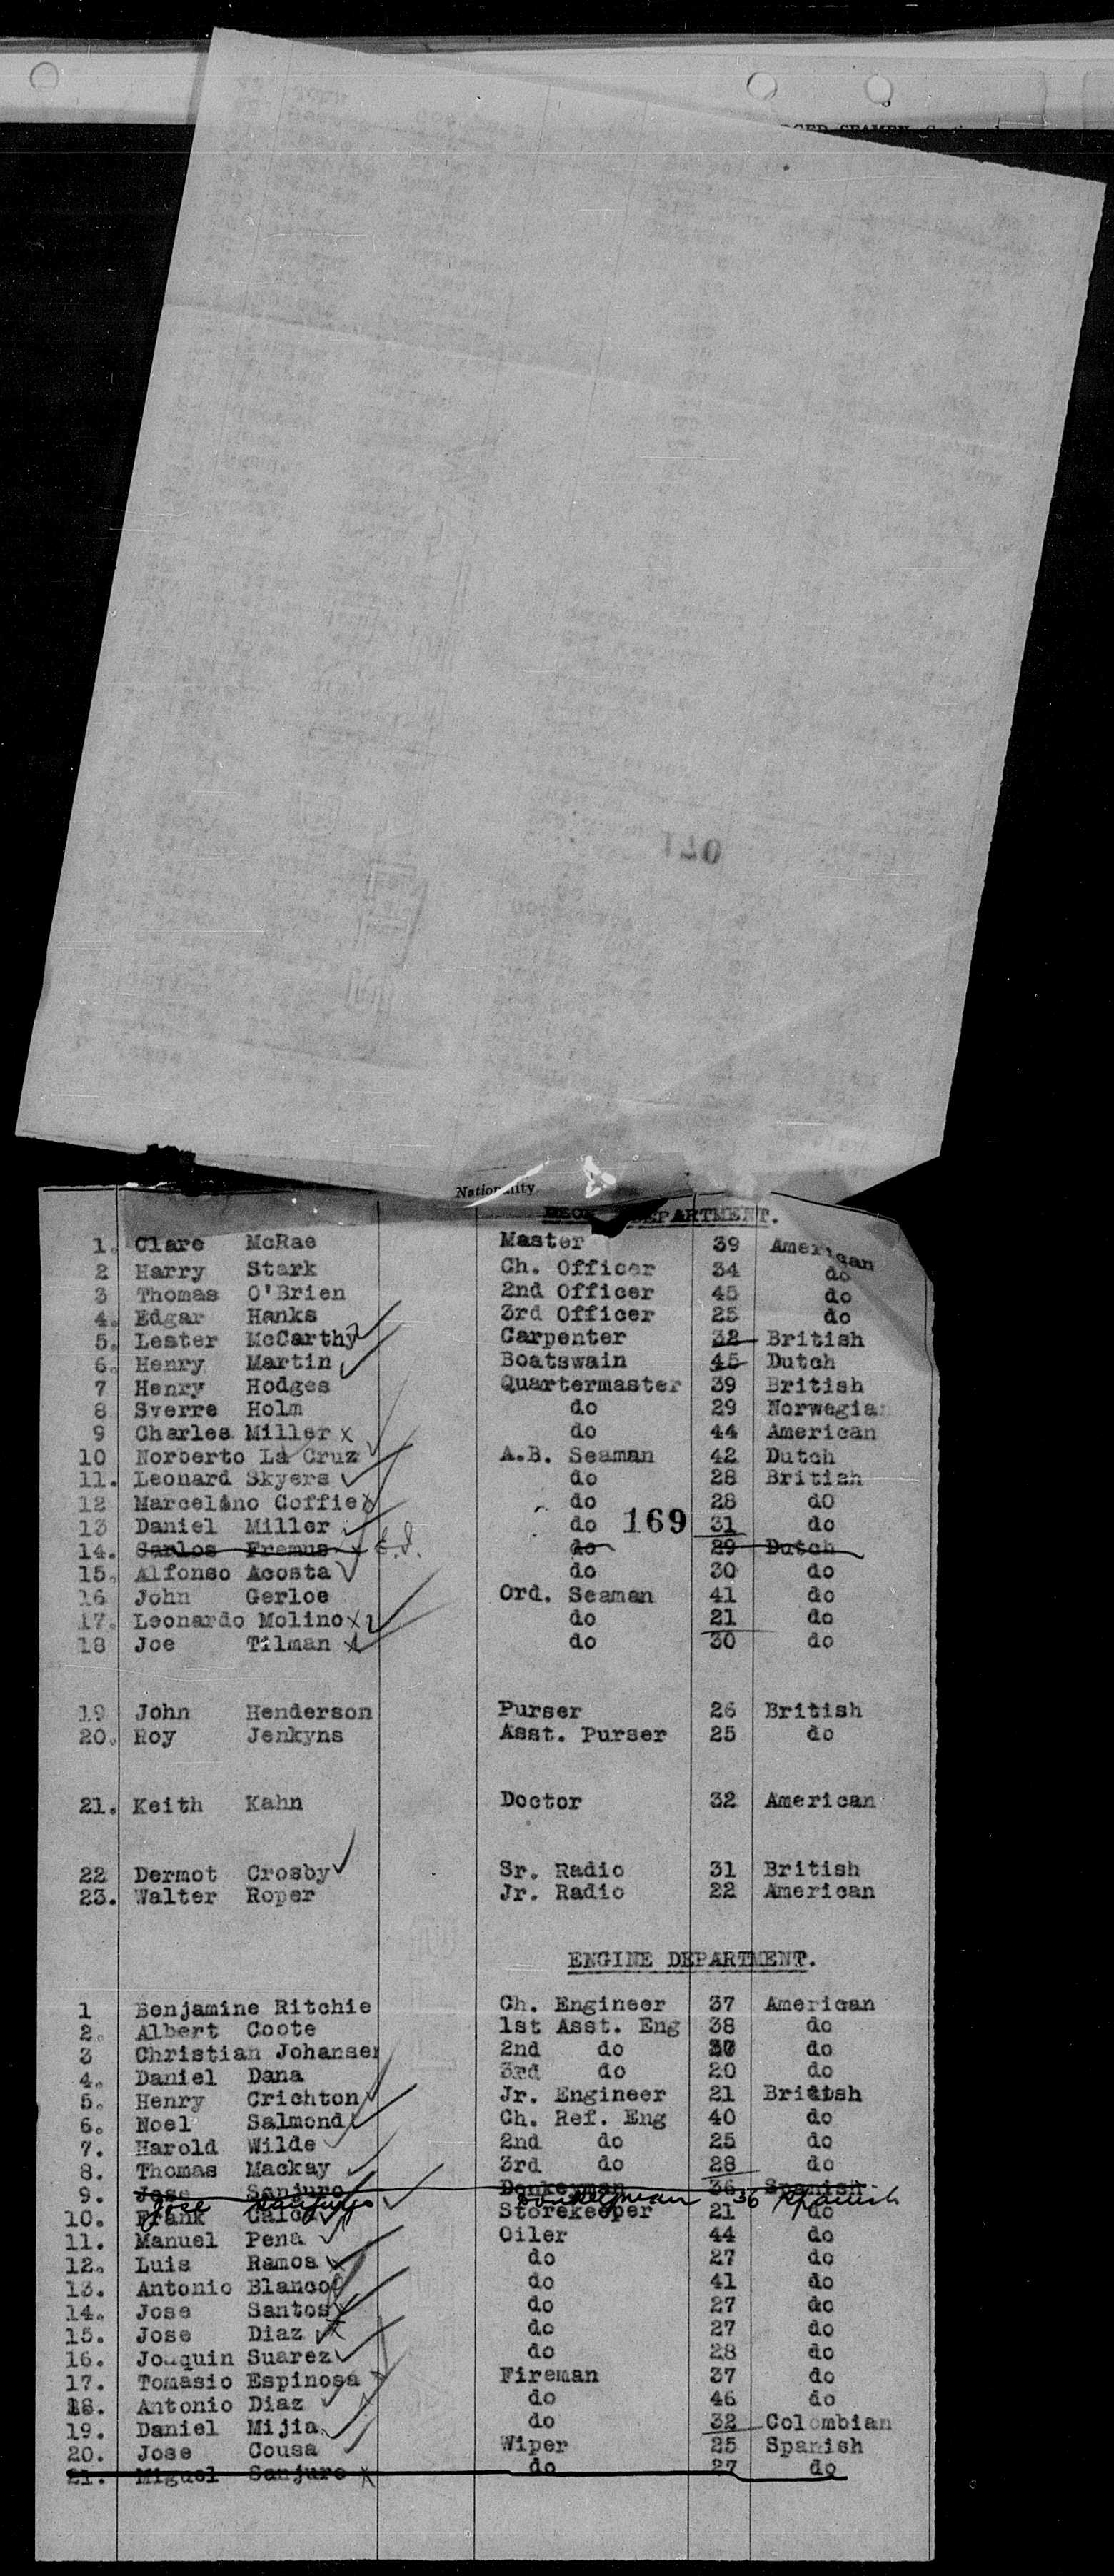 SEAMEN
Nationality
DEPARTMENT.
1. Clare McRae Master 39 American
2 Harry Stark Ch. Officer 34 do
3 Thomas O'Brien 2nd Officer 45 do
4. Edgar Hanks 3rd Officer 25 do
5. Lester McCarthy Carpenter 32 British
6. Henry Martin Boatswain 45 Dutch
7 Henry Hodges Quartermaster 39 British
8 Sverre Holm do 29 Norwegian
9 Charles Miller x do 44 American
10 Norberto La Cruz A.B. Seaman 42 Dutch
11. Leonard Skyers do 28 British
12 Marcelino Coffie do 28 do
13 Daniel Miller do 169 31 do
14. Carlos Fremus x do 29 Dutch
15. Alfonso Acosta do 30 do
16 John Gerloe Ord. Seaman 41 do
17. Leonardo Molino x do 21 do
18 Joe Tilman x do 30 do
19 John Henderson Purser 26 British
20. Roy Jenkyns Asst. Purser 25 do
21. Keith Kahn Doctor 32 American
22 Dermot Crosby Sr. Radio 31 British
23. Walter Roper Jr. Radio 22 American
ENGINE DEPARTMENT.
1 Benjamine Ritchie Ch. Engineer 37 American
2. Albert Coote 1st Asst. Eng 38 do
3 Christian Johansen 2nd do do
4. Daniel Dana 3rd do 20 do
5. Henry Crichton Jr. Engineer 21 British
6. Noel Salmond Ch. Ref. Eng 40 do
7. Harold Wilde 2nd do 25 do
8. Thomas Mackay 3rd do 28 do
9. Jose Sanjuro Donkeyman 36 Spanish
Jose Sanjurjo Donkeyman 36 Spanish
10. Frank Storekeeper 21 do
11. Manuel Pena Oiler 44 do
12. Luis Ramos do 27 do
13. Antonio Blanco do 41 do
14. Jose Santos do 27 do
15. Jose Diaz do 27 do
16. Joaquin Suarez do 28 do
17. Tomasio Espinosa Fireman 37 do
18. Antonio Diaz do 46 do
19. Daniel Mijia do 32 Colombian
20. Jose Cousa Wiper 25 Spanish
21. Miguel Sanjuro x do 27 do